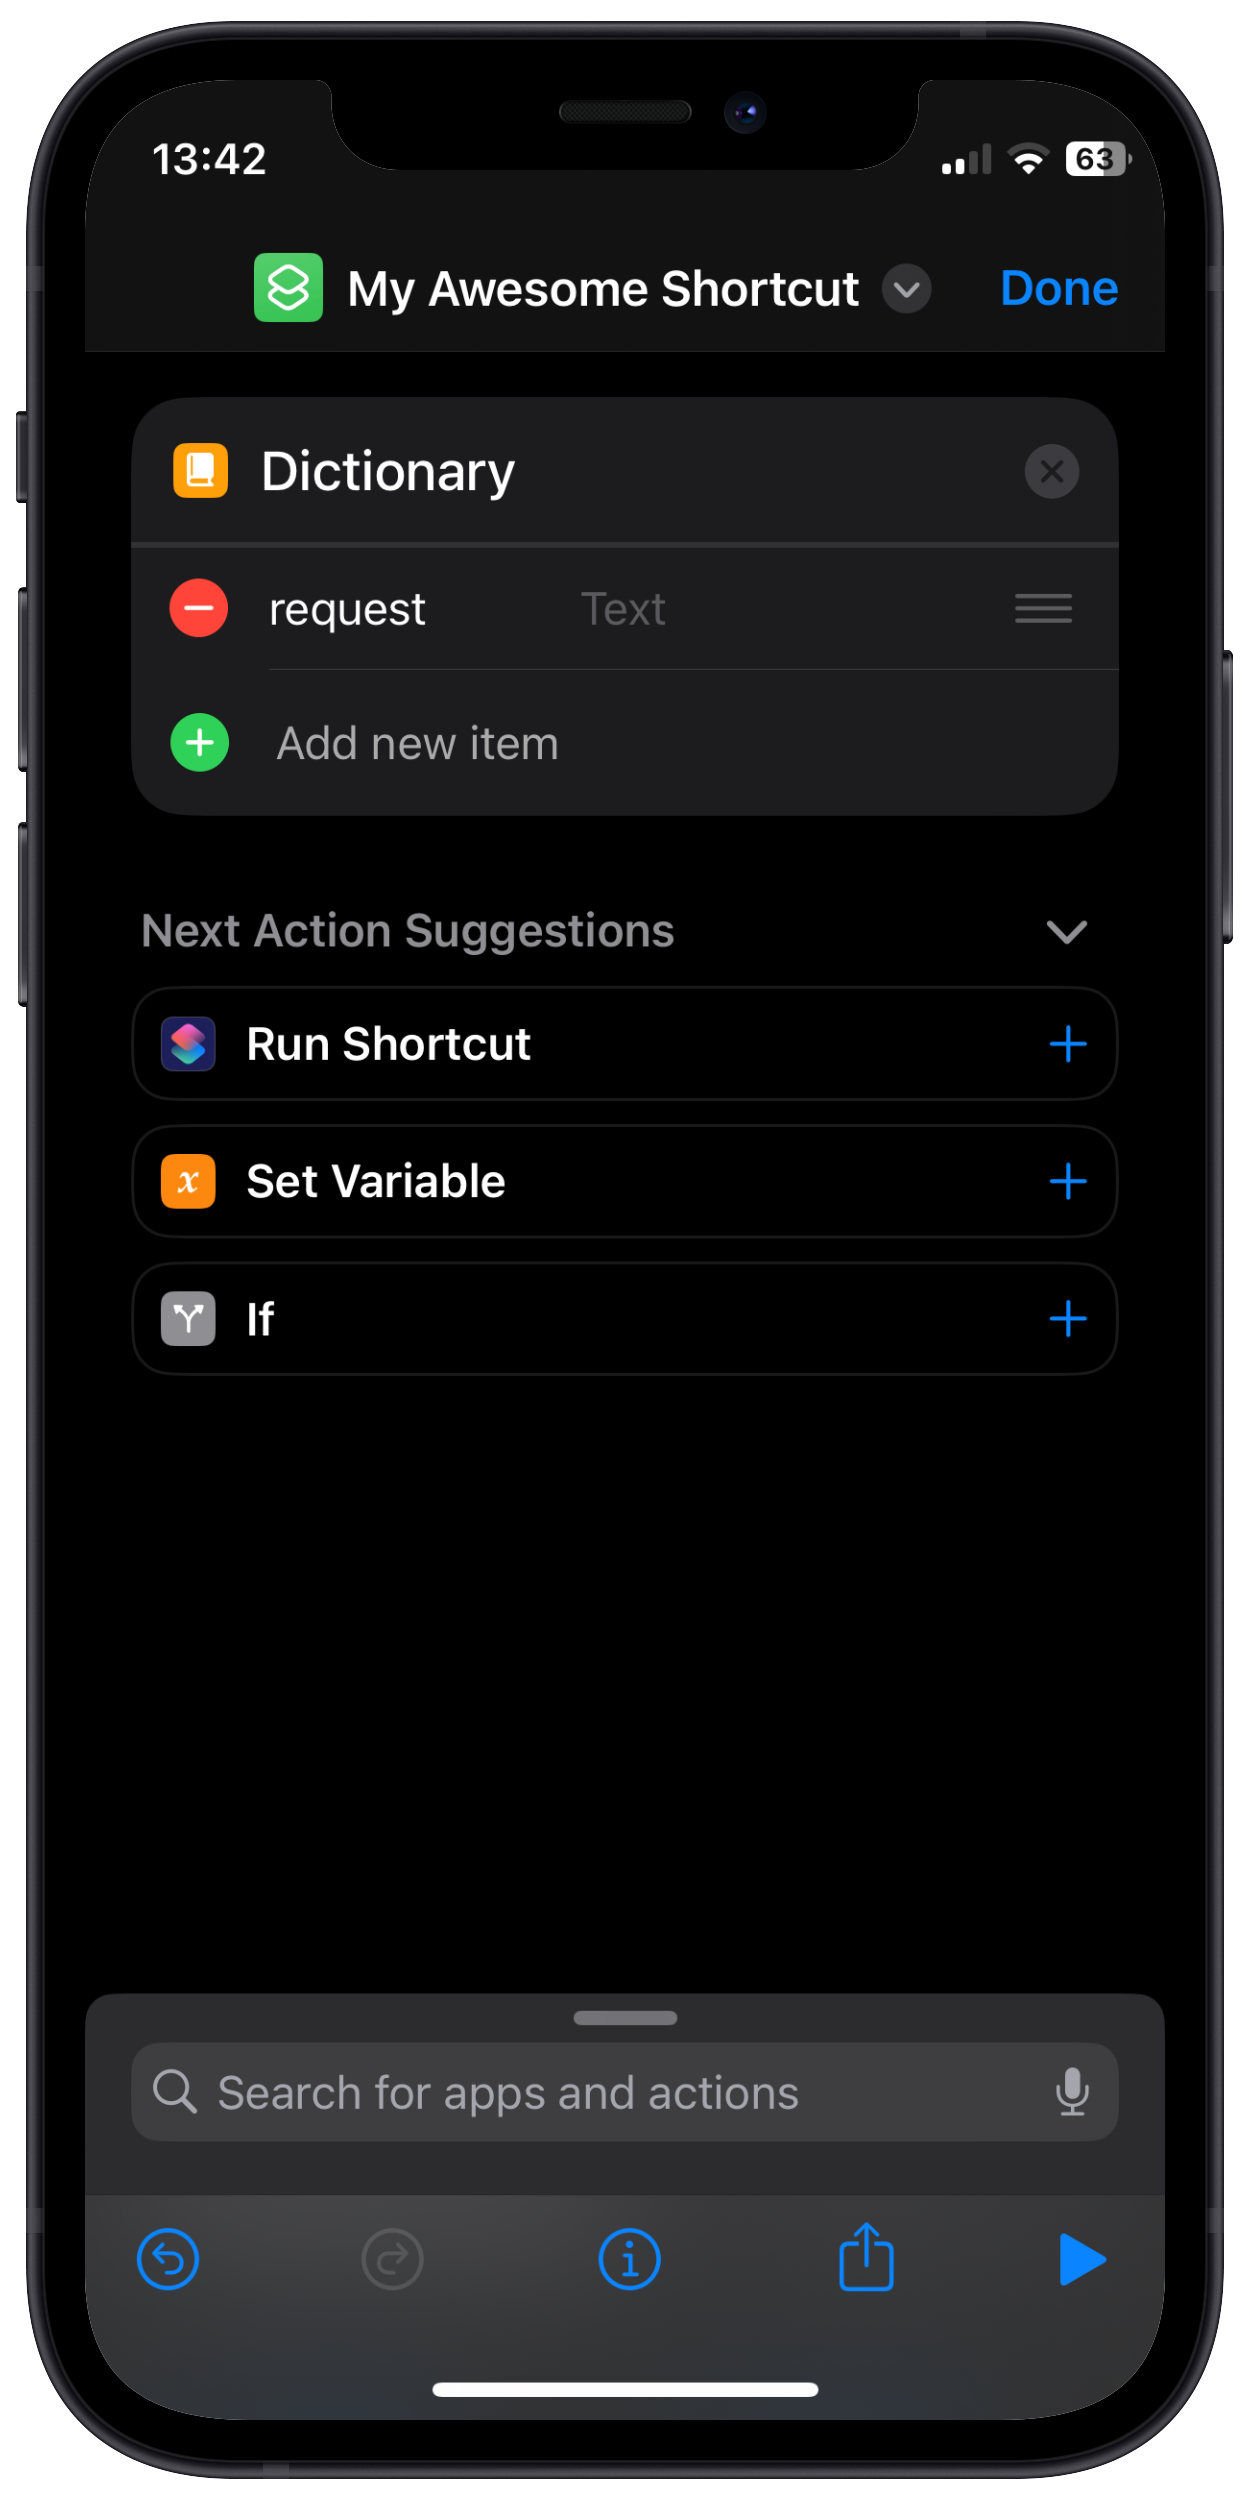 13:42
63
My Awesome Shortcut
Done
Dictionary
request Text
Add new item
Next Action Suggestions
Run Shortcut
x Set Variable
If
Search for apps and actions